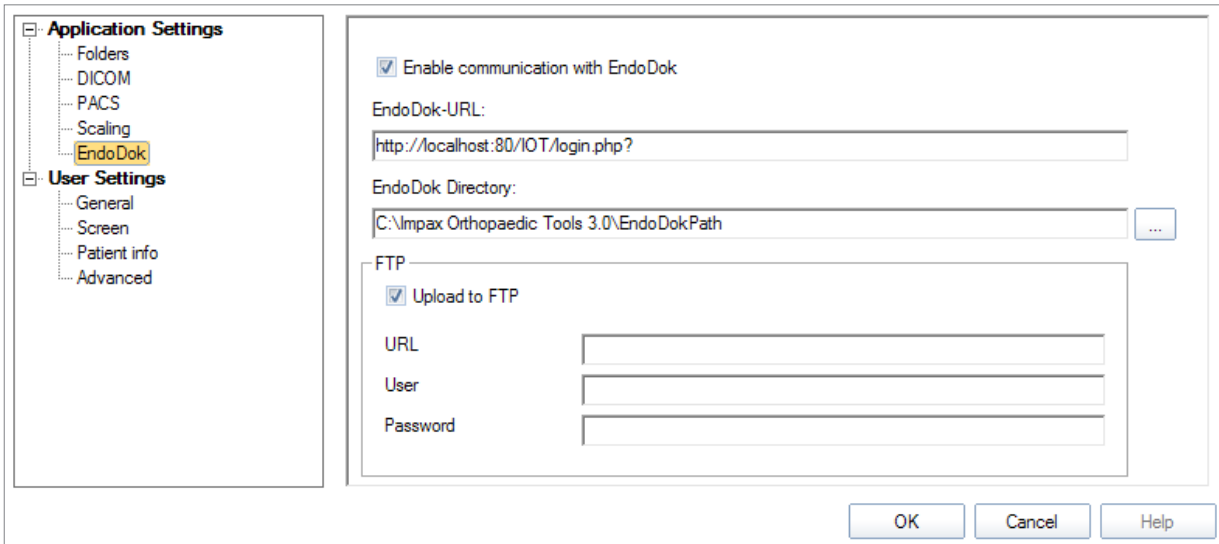 Application Settings
Folders
DICOM
PACS
Scaling
EndoDok
User Settings
General
Screen
Patient info
Advanced
Enable communication with EndoDok
EndoDok-URL:
http://localhost:80/IOT/login.php?
EndoDok Directory:
C:\Impax Orthopaedic Tools 3.0\EndoDokPath
...
FTP
Upload to FTP
URL
User
Password
OK
Cancel
Help